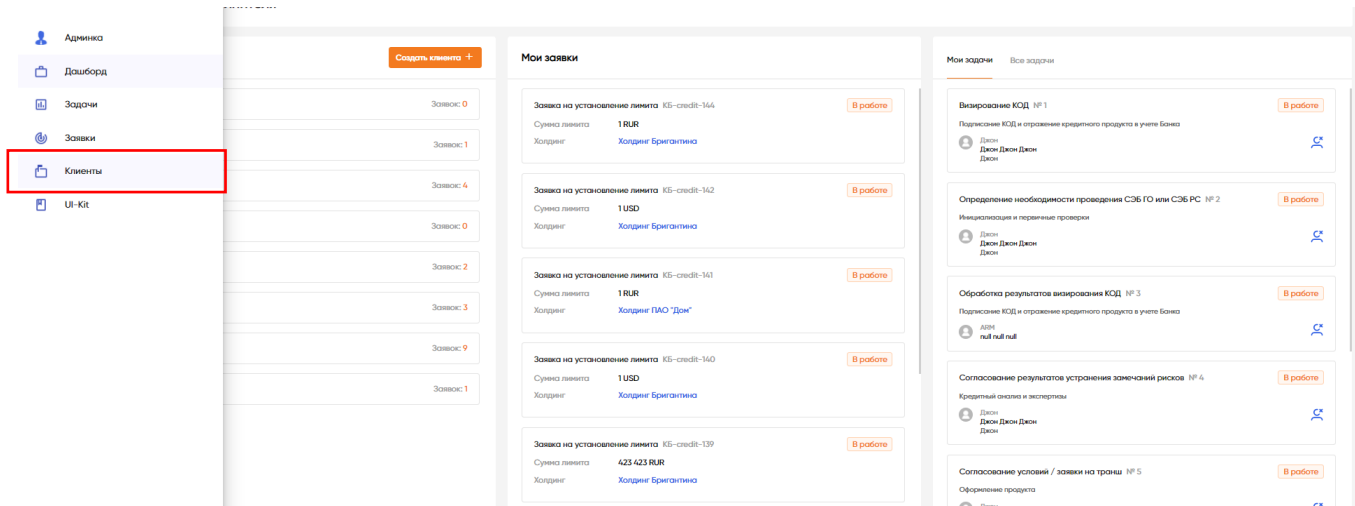 Админка
Дашборд
Задачи
Заявки
Клиенты
UI-Kit
Создать клиента +
Заявок: 0
Заявок: 1
Заявок: 4
Заявок: 0
Заявок: 2
Заявок: 3
Заявок: 9
Заявок: 1
Мои заявки
Заявка на установление лимита КБ-credit-144 В работе
Сумма лимита 1 RUR
Холдинг Холдинг Бригантина
Заявка на установление лимита КБ-credit-142 В работе
Сумма лимита 1 USD
Холдинг Холдинг Бригантина
Заявка на установление лимита КБ-credit-141 В работе
Сумма лимита 1 RUR
Холдинг Холдинг ПАО "Дом"
Заявка на установление лимита КБ-credit-140 В работе
Сумма лимита 1 USD
Холдинг Холдинг Бригантина
Заявка на установление лимита КБ-credit-139 В работе
Сумма лимита 423 423 RUR
Холдинг Холдинг Бригантина
Мои задачи Все задачи
Визирование КОД № 1 В работе
Подписание КОД и отражение кредитного продукта в учете Банка
Джон
Джон Джон Джон
Джон
Определение необходимости проведения СЭБ ГО или СЭБ РС № 2 В работе
Инициализация и первичные проверки
Джон
Джон Джон Джон
Джон
Обработка результатов визирования КОД № 3 В работе
Подписание КОД и отражение кредитного продукта в учете Банка
ARM
null null null
Согласование результатов устранения замечаний рисков № 4 В работе
Кредитный анализ и экспертизы
Джон
Джон Джон Джон
Джон
Согласование условий / заявки на транш № 5 В работе
Оформление продукта